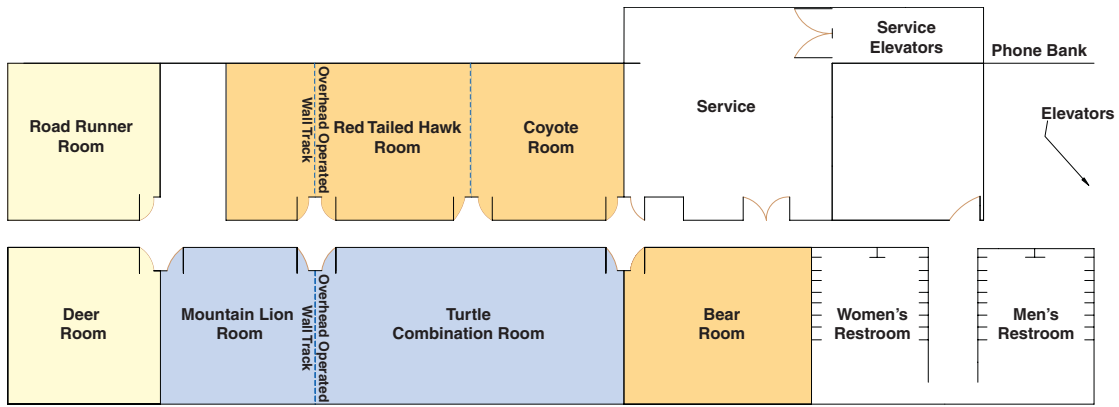 Service
Elevators
Phone Bank
Road Runner
Room
Overhead Operated
Wall Track
Red Tailed Hawk
Room
Coyote
Room
Service
Elevators
Deer
Room
Mountain Lion
Room
Overhead Operated
Wall Track
Turtle
Combination Room
Bear
Room
Women’s
Restroom
Men’s
Restroom